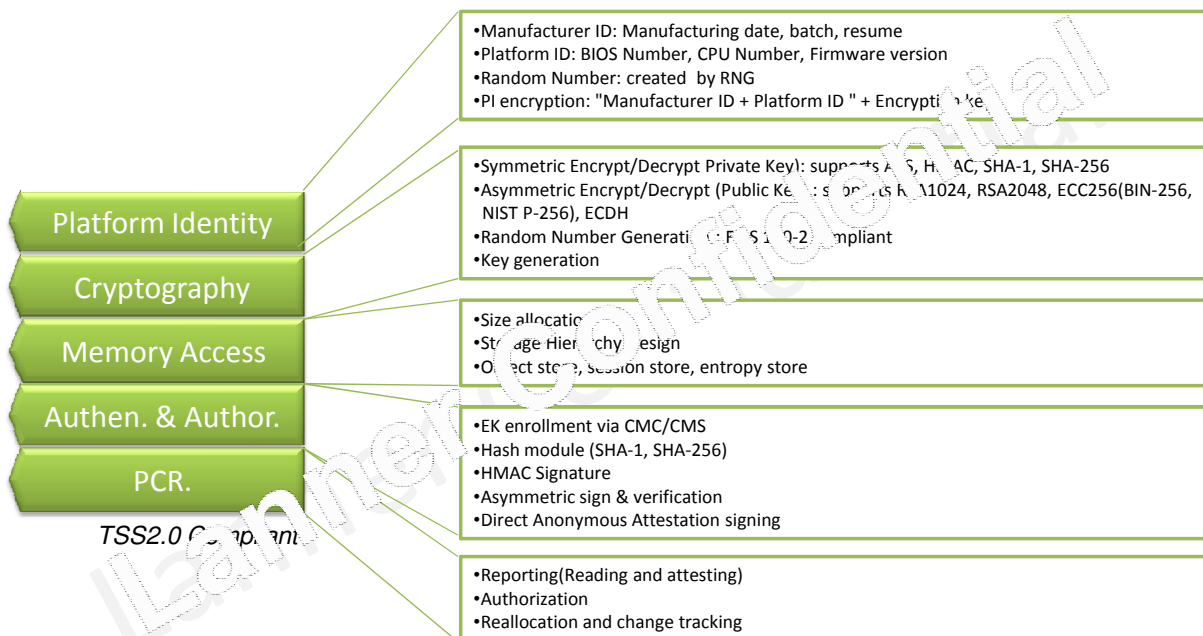 •Manufacturer ID: Manufacturing date, batch, resume
•Platform ID: BIOS Number, CPU Number, Firmware version
•Random Number: created by RNG
•PI encryption: "Manufacturer ID + Platform ID " + Encryption key
•Symmetric Encrypt/Decrypt Private Key): supports AES, HMAC, SHA-1, SHA-256
•Asymmetric Encrypt/Decrypt (Public Key): supports RSA1024, RSA2048, ECC256(BIN-256,
NIST P-256), ECDH
•Random Number Generation: FIPS 140-2 Compliant
•Key generation
•Size allocation
•Storage Hierarchy Design
•Object store, session store, entropy store
•EK enrollment via CMC/CMS
•Hash module (SHA-1, SHA-256)
•HMAC Signature
•Asymmetric sign & verification
•Direct Anonymous Attestation signing
•Reporting(Reading and attesting)
•Authorization
•Reallocation and change tracking
Platform Identity
Cryptography
Memory Access
Authen. & Author.
PCR.
TSS2.0 Compliant
Lanner Confidential